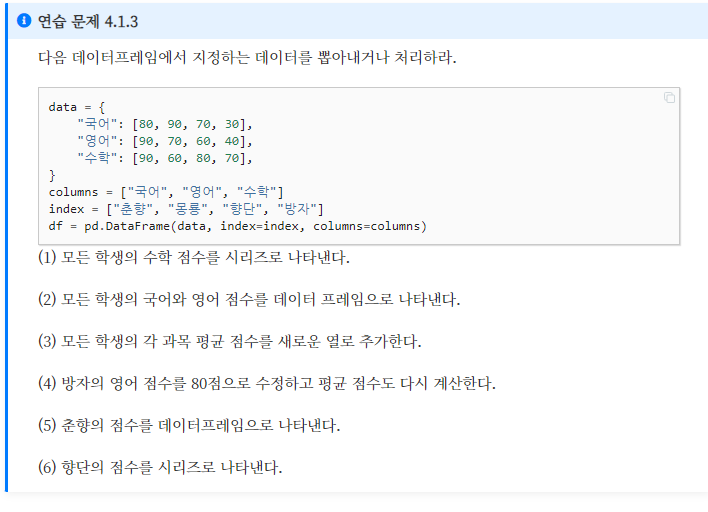 연습 문제 4.1.3
다음 데이터프레임에서 지정하는 데이터를 뽑아내거나 처리하라.
data = {
    "국어": [80, 90, 70, 30],
    "영어": [90, 70, 60, 40],
    "수학": [90, 60, 80, 70],
}
columns = ["국어", "영어", "수학"]
index = ["춘향", "몽룡", "향단", "방자"]
df = pd.DataFrame(data, index=index, columns=columns)
(1) 모든 학생의 수학 점수를 시리즈로 나타낸다.
(2) 모든 학생의 국어와 영어 점수를 데이터 프레임으로 나타낸다.
(3) 모든 학생의 각 과목 평균 점수를 새로운 열로 추가한다.
(4) 방자의 영어 점수를 80점으로 수정하고 평균 점수도 다시 계산한다.
(5) 춘향의 점수를 데이터프레임으로 나타낸다.
(6) 향단의 점수를 시리즈로 나타낸다.